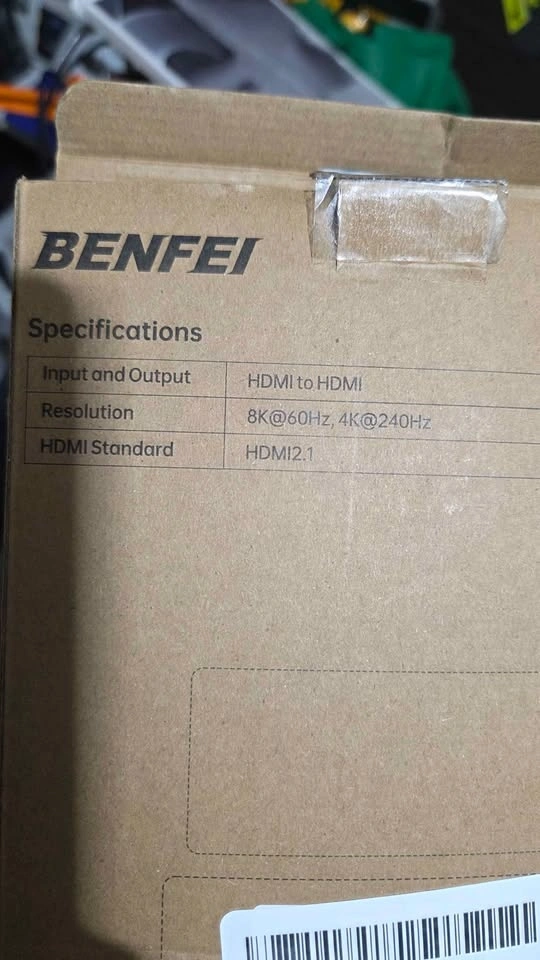 BENFEI
Specifications
Input and Output HDMI to HDMI
Resolution 8K@60Hz, 4K@240Hz
HDMI Standard HDMI2.1